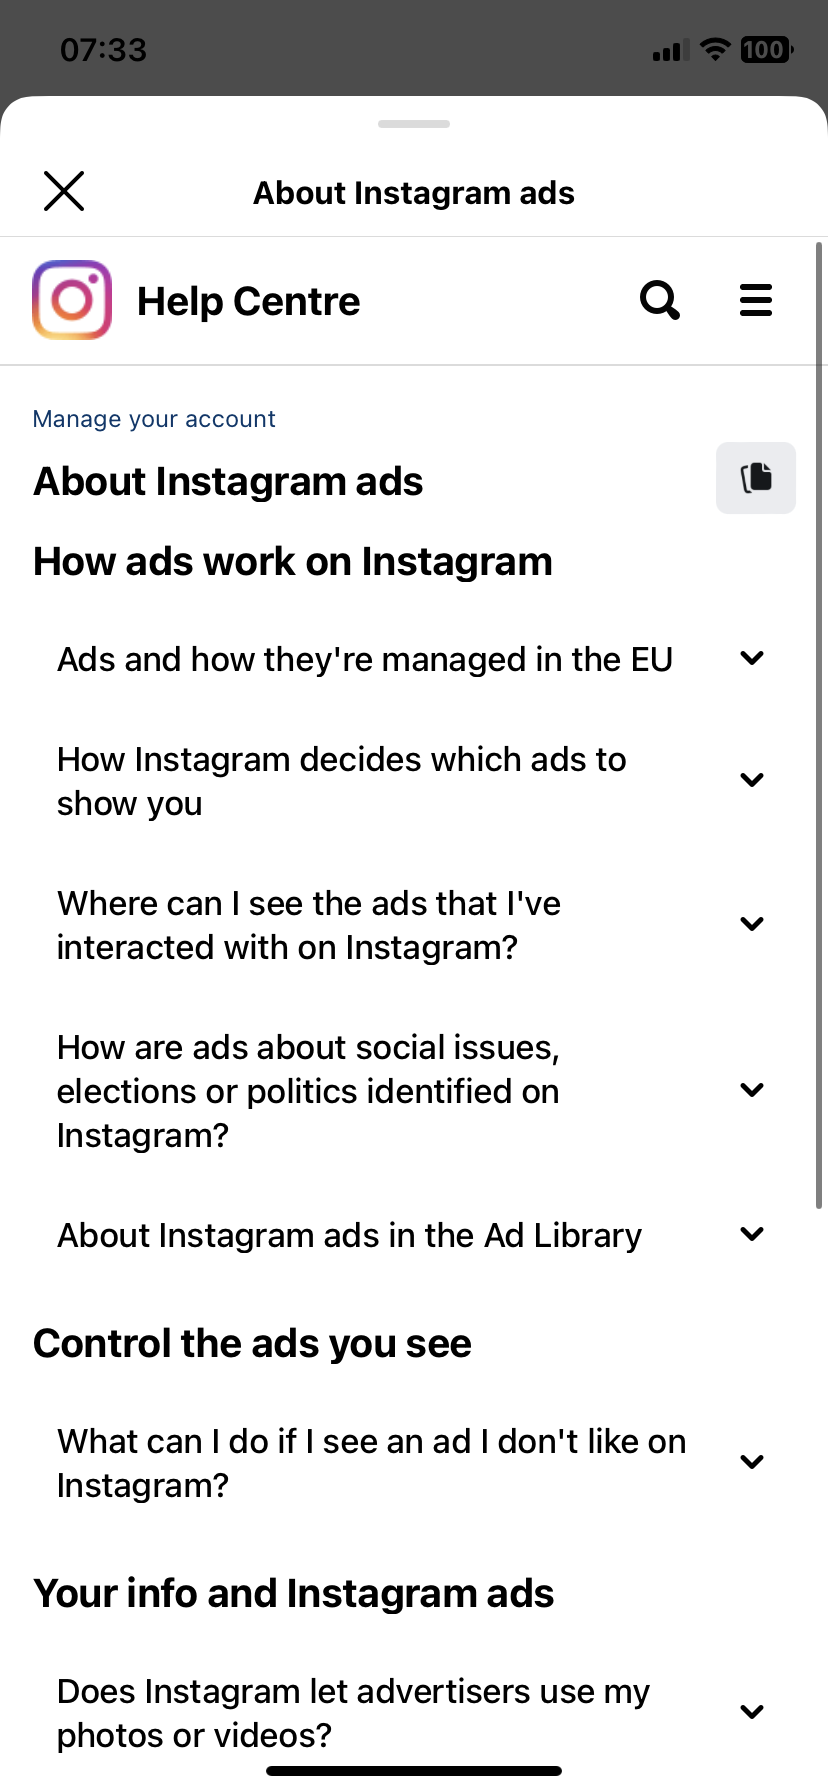 07:33
100
About Instagram ads
Help Centre
Manage your account
About Instagram ads
How ads work on Instagram
Ads and how they're managed in the EU
How Instagram decides which ads to
show you
Where can I see the ads that I've
interacted with on Instagram?
How are ads about social issues,
elections or politics identified on
Instagram?
About Instagram ads in the Ad Library
Control the ads you see
What can I do if I see an ad I don't like on
Instagram?
Your info and Instagram ads
Does Instagram let advertisers use my
photos or videos?